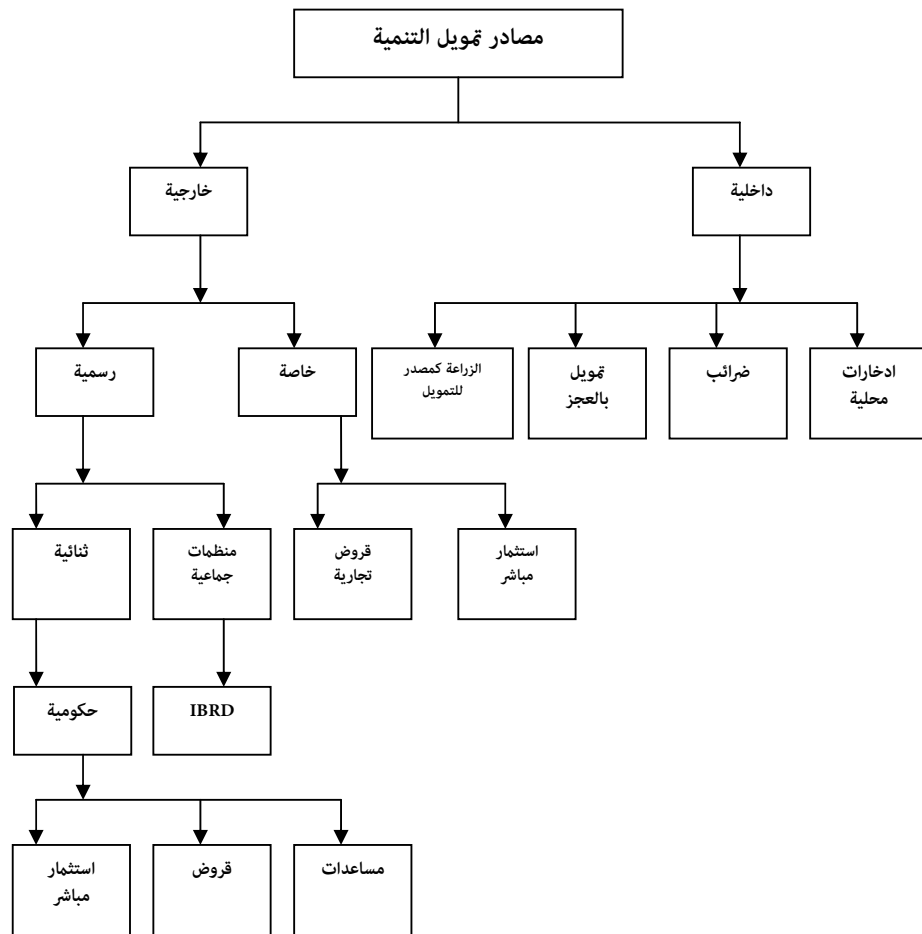 مصادر تمويل التنمية
داخلية
خارجية
ادخارات
محلية
ضرائب
تمويل
بالعجز
الزراعة كمصدر
للتمويل
خاصة
رسمية
استثمار
مباشر
قروض
تجارية
منظمات
جماعية
ثنائية
IBRD
حكومية
مساعدات
قروض
استثمار
مباشر